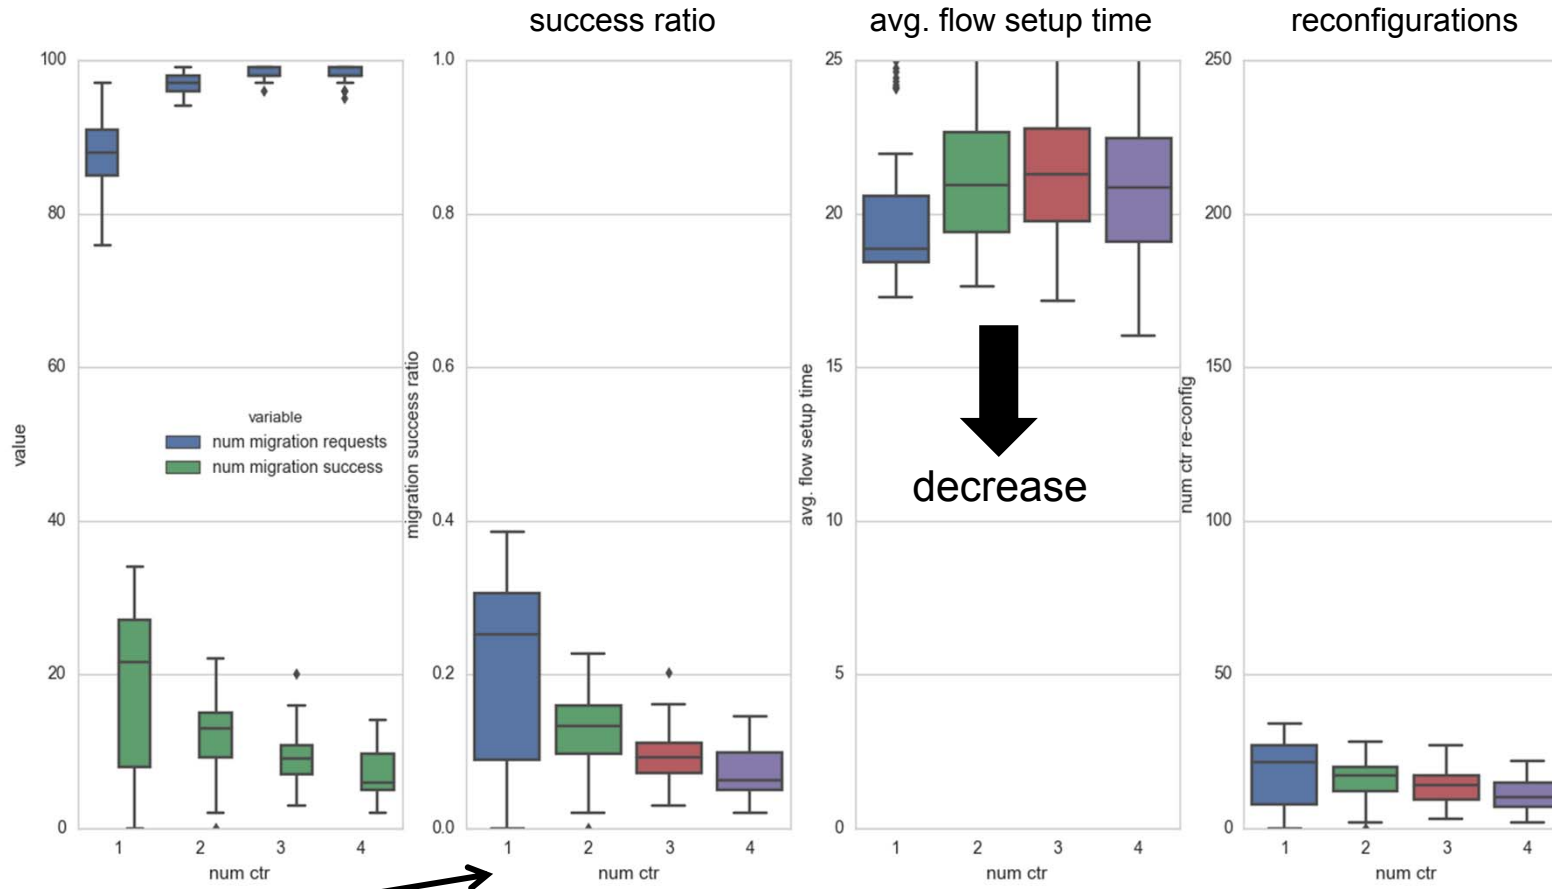 success ratio
avg. flow setup time
reconfigurations
value
100
80
60
40
20
0
variable
num migration requests
num migration success
1 2 3 4
num ctr
migration success ratio
1.0
0.8
0.6
0.4
0.2
0.0
1 2 3 4
num ctr
avg. flow setup time
25
20
15
10
5
0
decrease
1 2 3 4
num ctr
num ctr re-config
250
200
150
100
50
0
1 2 3 4
num ctr